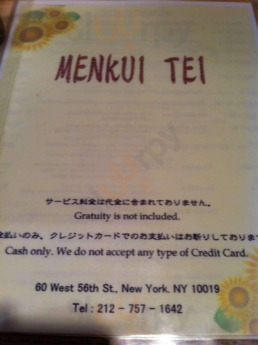 MENKUI TEI
サービス料金は代金に含まれておりません。
Gratuity is not included.
払いのみ。クレジットカードでのお支払いはお断りしておりま
Cash only. We do not accept any type of Credit Card.
60 West 56th St., New York. NY 10019
Tel : 212 - 757 - 1642